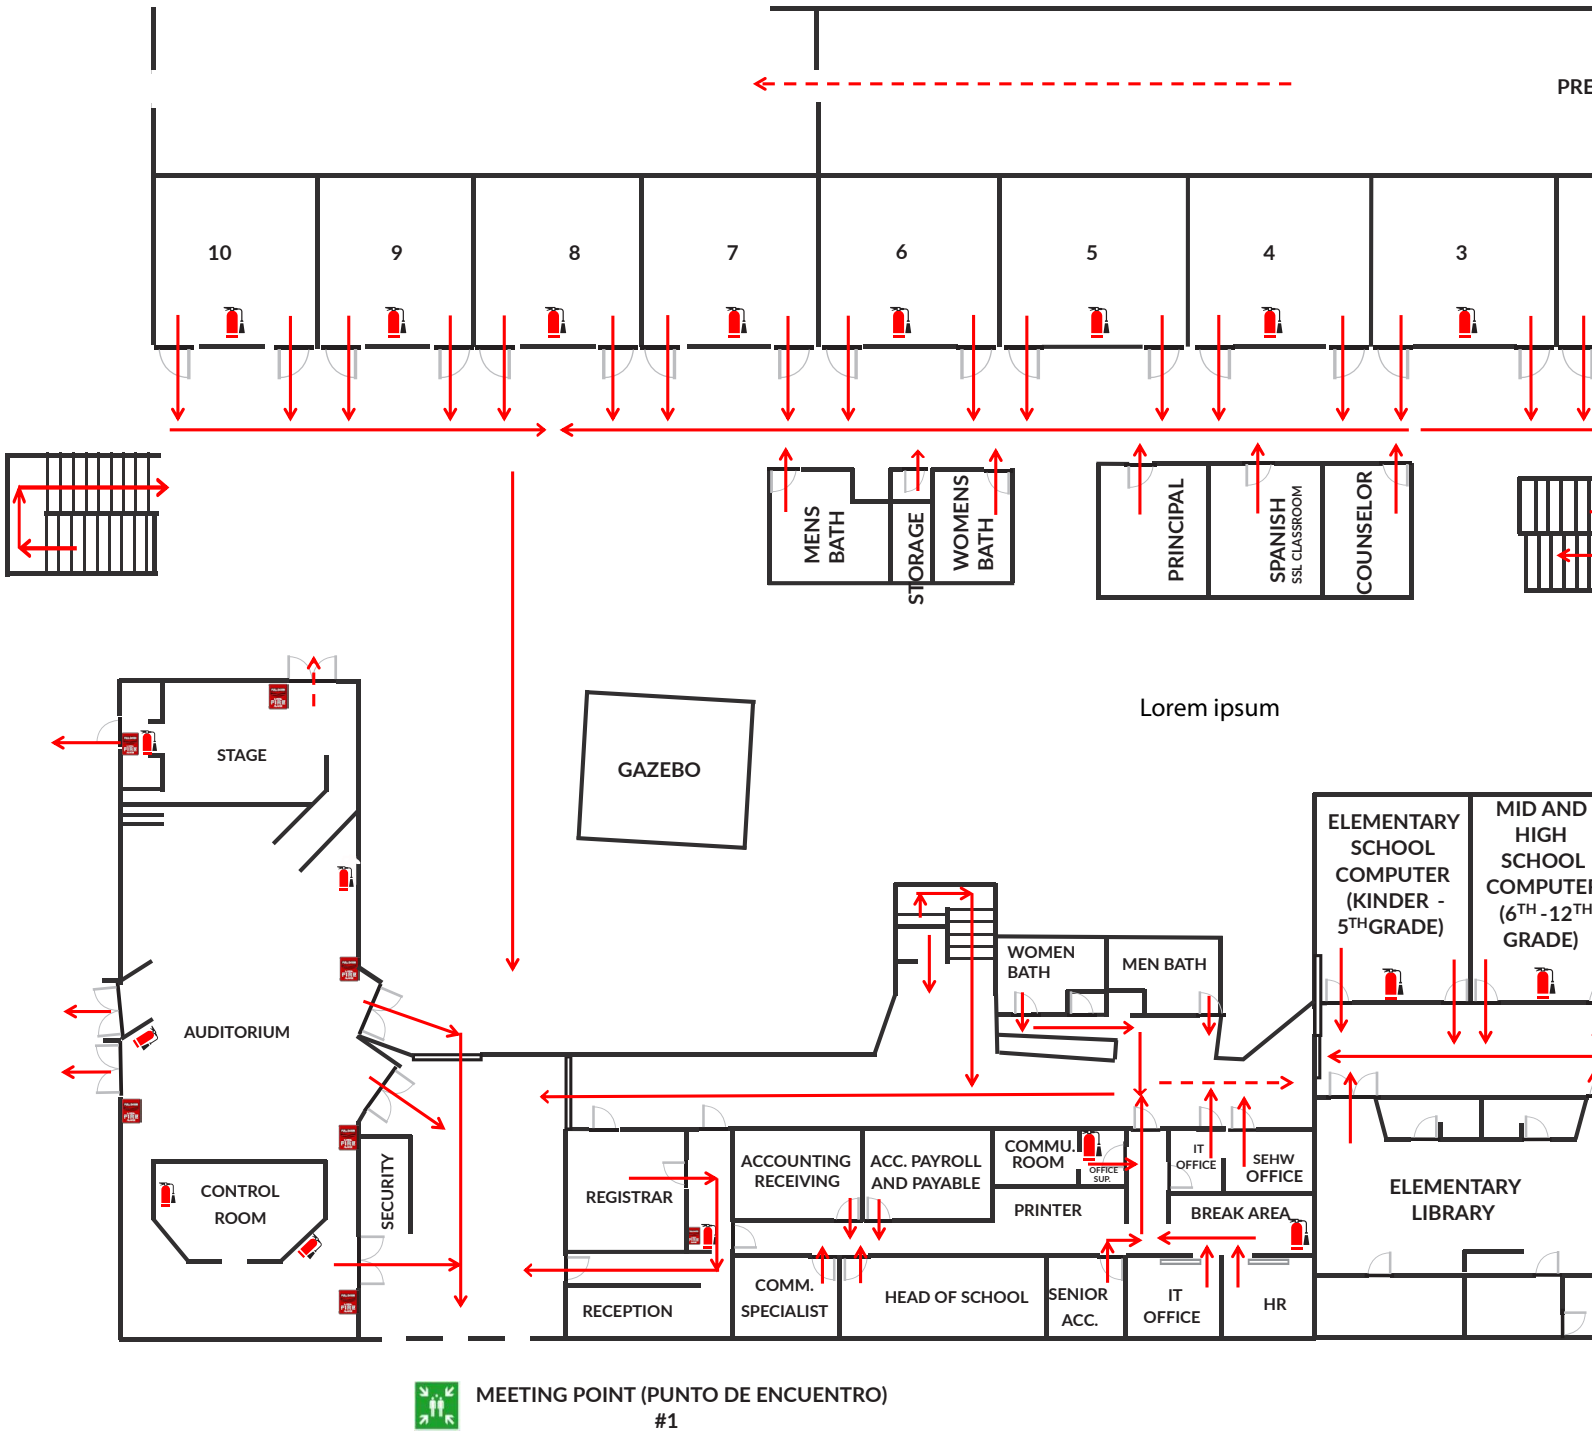 PRE
10
9
8
7
6
5
4
3
MENS
BATH
STORAGE
WOMENS
BATH
PRINCIPAL
SPANISH
SSL CLASSROOM
COUNSELOR
STAGE
GAZEBO
Lorem ipsum
ELEMENTARY
SCHOOL
COMPUTER
(KINDER -
5TH GRADE)
MID AND
HIGH
SCHOOL
COMPUTER
(6TH -12TH
GRADE)
WOMEN
BATH
MEN BATH
AUDITORIUM
CONTROL
ROOM
SECURITY
REGISTRAR
ACCOUNTING
RECEIVING
ACC. PAYROLL
AND PAYABLE
COMMU.
ROOM
OFFICE
SUP.
PRINTER
IT
OFFICE
SEHW
OFFICE
BREAK AREA
ELEMENTARY
LIBRARY
RECEPTION
COMM.
SPECIALIST
HEAD OF SCHOOL
SENIOR
ACC.
IT
OFFICE
HR
MEETING POINT (PUNTO DE ENCUENTRO)
#1